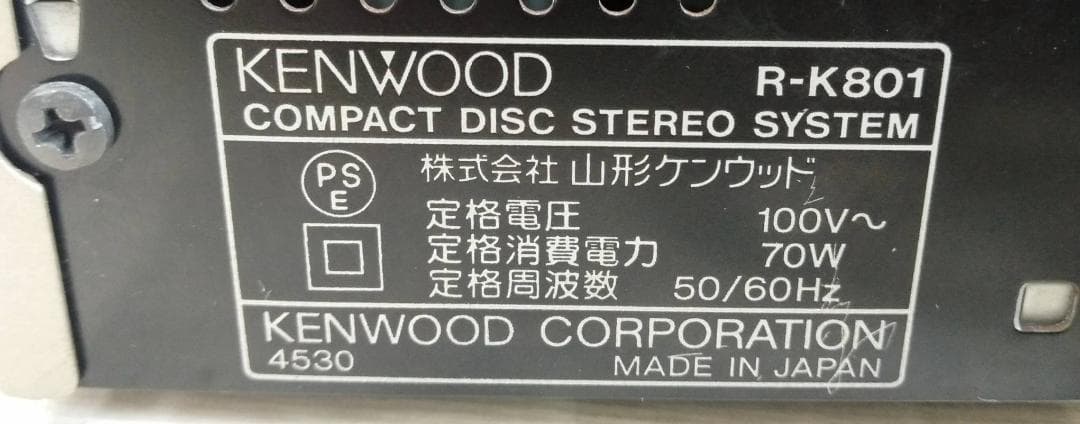 KENWOOD R-K801
COMPACT DISC STEREO SYSTEM
PS
E
株式会社 山形ケンウッド
定格電圧 100V～
定格消費電力 70W
定格周波数 50/60Hz
KENWOOD CORPORATION
4530 MADE IN JAPAN